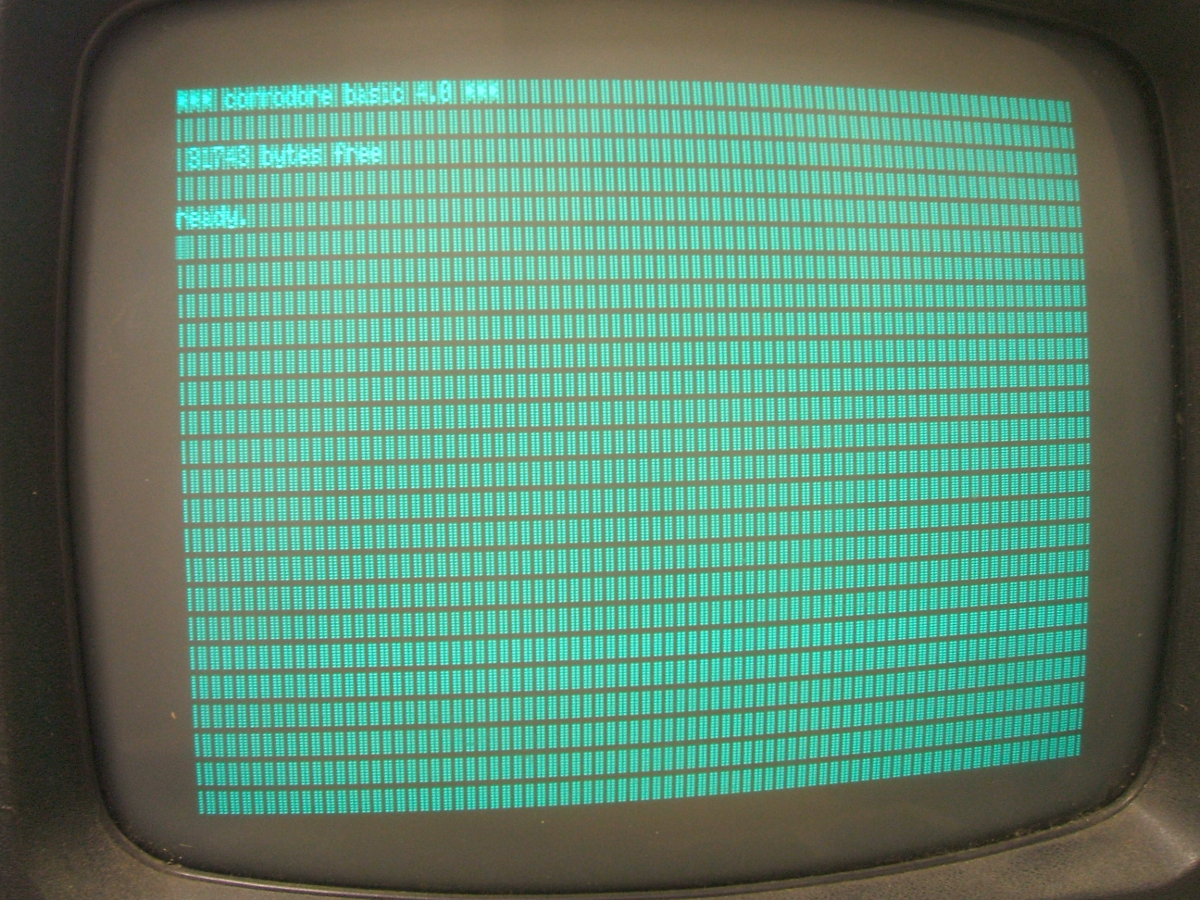 *** commodore basic 4.0 ***
31743 bytes free
ready.